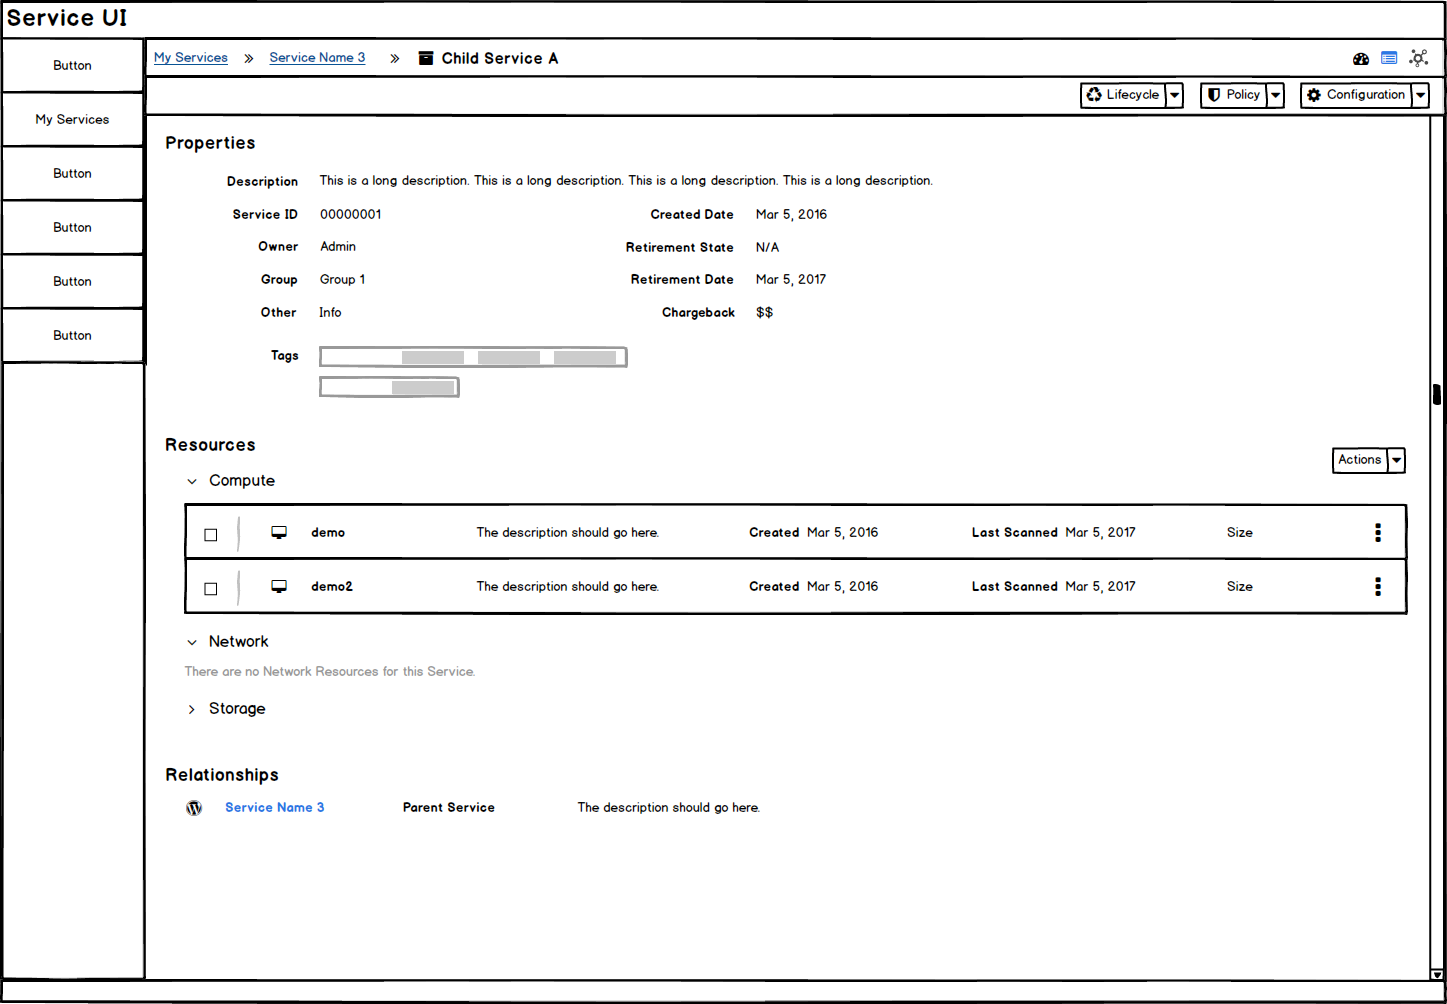 Service UI
Button
My Services
Button
Button
Button
Button
My Services » Service Name 3 » Child Service A
Lifecycle Policy Configuration
Properties
Description This is a long description. This is a long description. This is a long description. This is a long description.
Service ID 00000001 Created Date Mar 5, 2016
Owner Admin Retirement State N/A
Group Group 1 Retirement Date Mar 5, 2017
Other Info Chargeback $$
Tags
Resources
Actions
Compute
demo The description should go here. Created Mar 5, 2016 Last Scanned Mar 5, 2017 Size
demo2 The description should go here. Created Mar 5, 2016 Last Scanned Mar 5, 2017 Size
Network
There are no Network Resources for this Service.
Storage
Relationships
Service Name 3 Parent Service The description should go here.